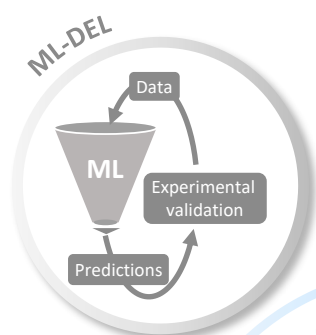 ML-DEL
Data
ML
Experimental
validation
Predictions